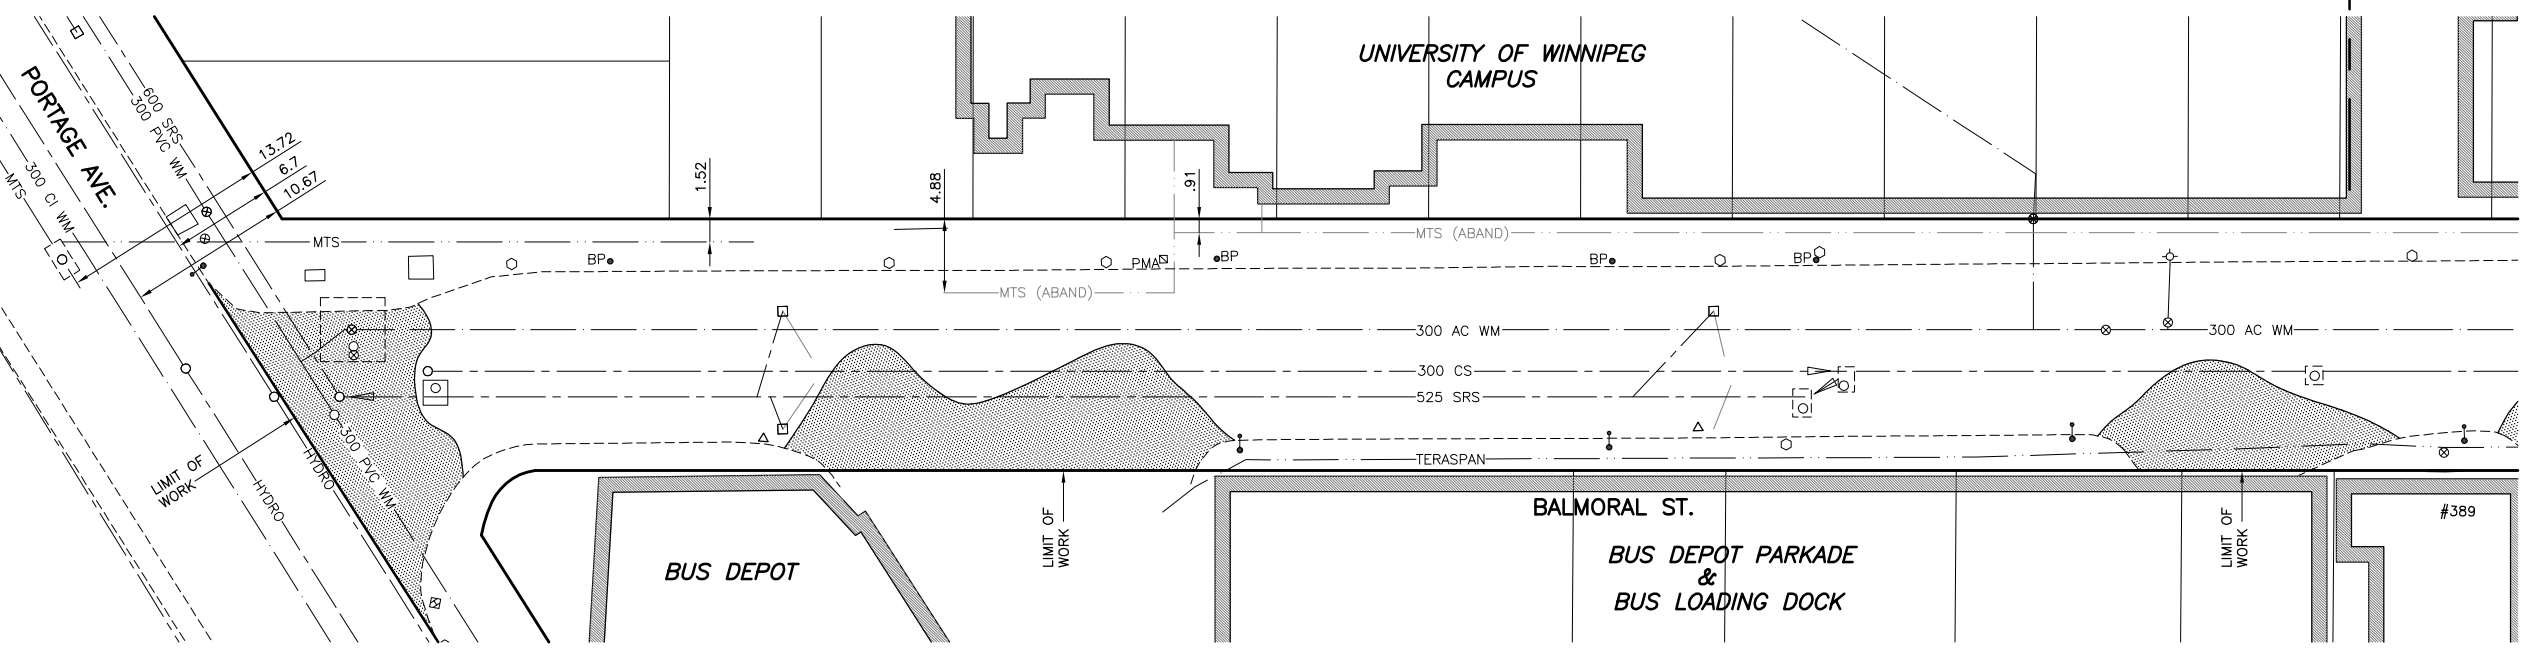 UNIVERSITY OF WINNIPEG
CAMPUS
PORTAGE AVE.
600 SRS
300 PVC WM
300 CI WM
MTS
13.72
6.7
10.67
1.52
4.88
.91
MTS
MTS (ABAND)
BP
PMA
BP
BP
BP
MTS (ABAND)
300 AC WM
300 AC WM
300 CS
525 SRS
TERASPAN
LIMIT OF
WORK
HYDRO
HYDRO
300 PVC WM
BUS DEPOT
LIMIT OF
WORK
BALMORAL ST.
BUS DEPOT PARKADE
&
BUS LOADING DOCK
LIMIT OF
WORK
#389